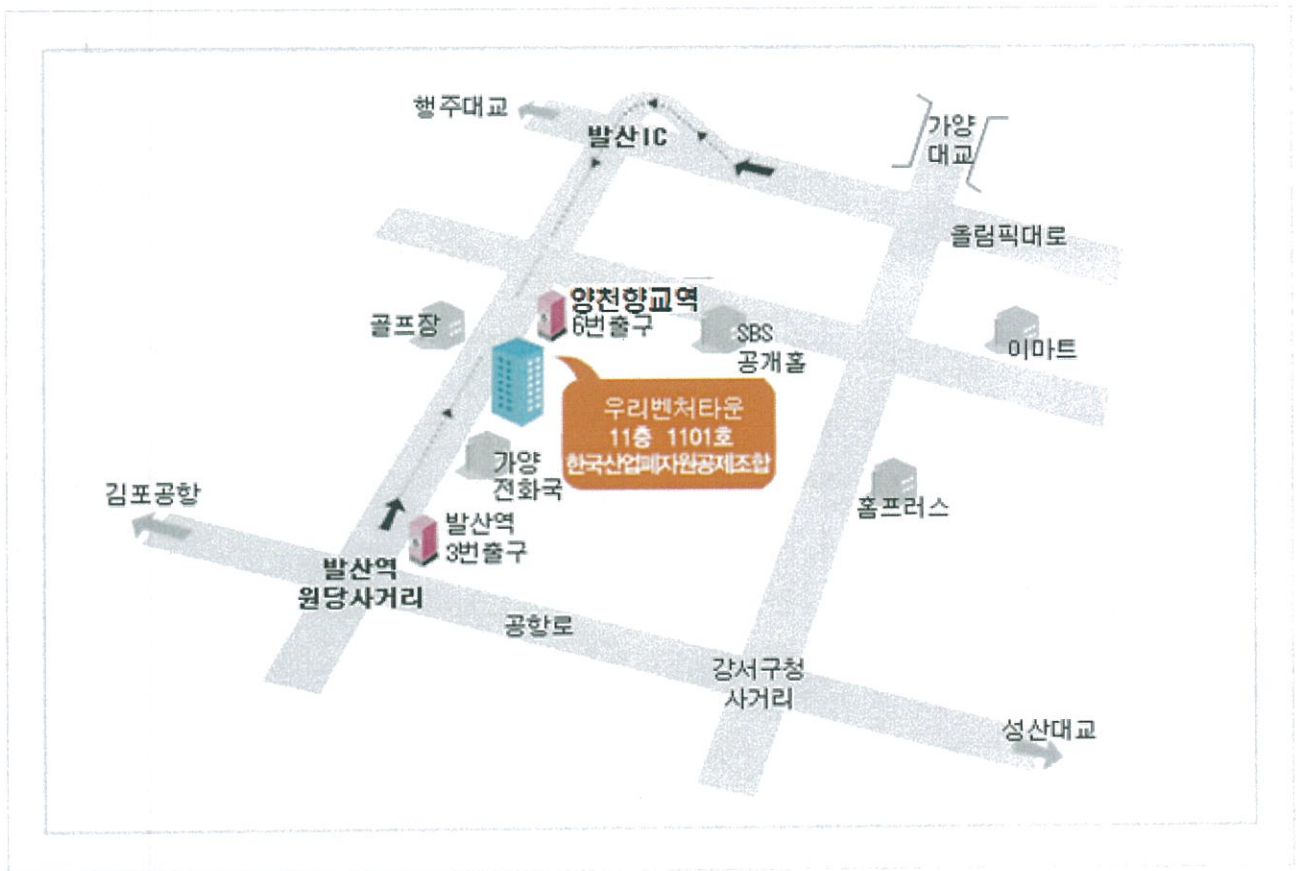 행주대교
발산IC
가양
대교
올림픽대로
양천향교역
6번출구
골프장
SBS
공개홀
이마트
우리벤처타운
11층 1101호
한국산업폐자원공제조합
가양
전화국
김포공항
홈프러스
발산역
3번출구
발산역
원당사거리
공항로
강서구청
사거리
성산대교